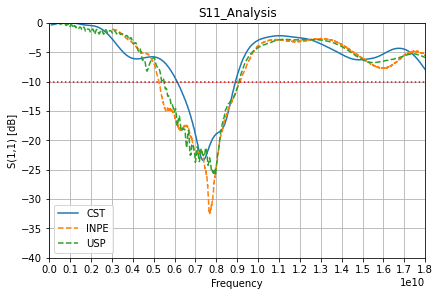 S11_Analysis
S(1,1) [dB]
0
−5
−10
−15
−20
−25
−30
−35
−40
CST
INPE
USP
0.0 0.1 0.2 0.3 0.4 0.5 0.6 0.7 0.8 0.9 1.0 1.1 1.2 1.3 1.4 1.5 1.6 1.7 1.8
Frequency
1e10